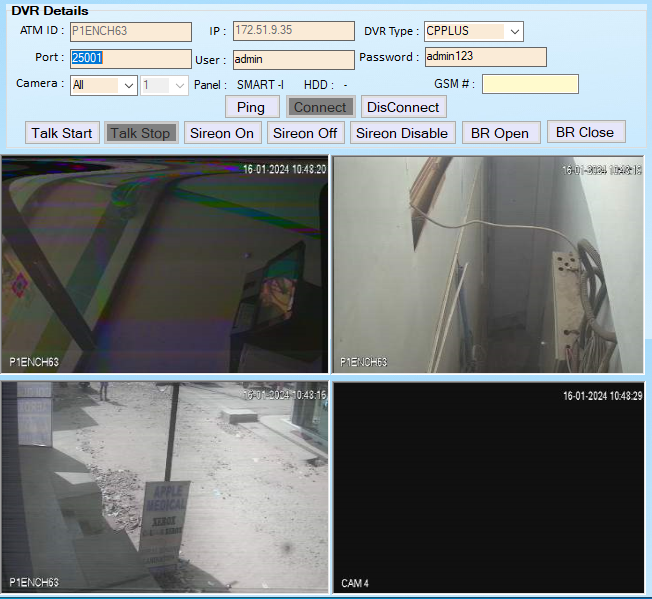 DVR Details
ATM ID : P1ENCH63 IP : 172.51.9.35 DVR Type : CPPLUS
Port : 25001 User : admin Password : admin123
Camera : All 1 Panel : SMART -I HDD : - GSM # :
Ping Connect DisConnect
Talk Start Talk Stop Sireon On Sireon Off Sireon Disable BR Open BR Close
16-01-2024 10:48:20
P1ENCH63
16-01-2024 10:48:19
P1ENCH63
16-01-2024 10:48:16
APPLE
MEDICAL
XEROX
P1ENCH63
16-01-2024 10:48:29
CAM 4